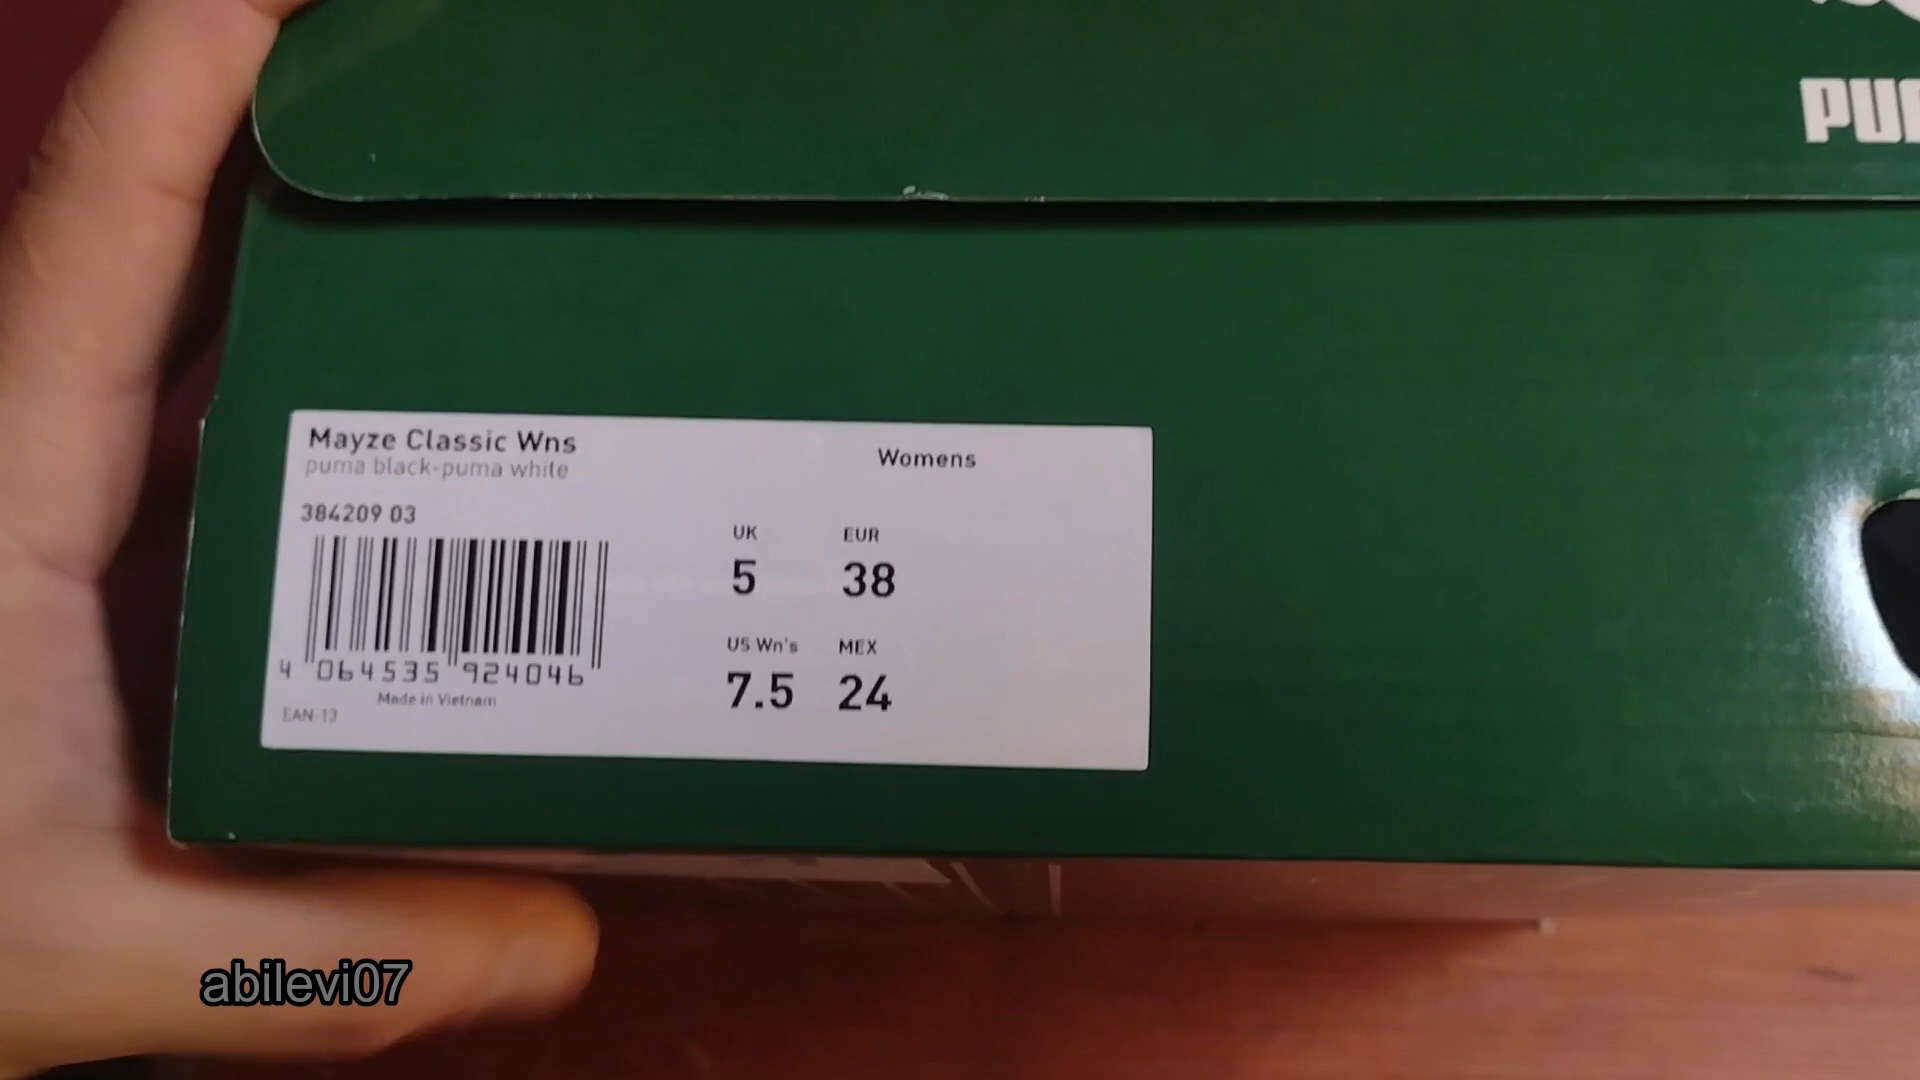 PU
Mayze Classic Wns
puma black-puma white
Womens
384209 03
UK
EUR
5
38
US Wn's
MEX
7.5
24
4 064535 924046
Made in Vietnam
EAN-13
abilevi07